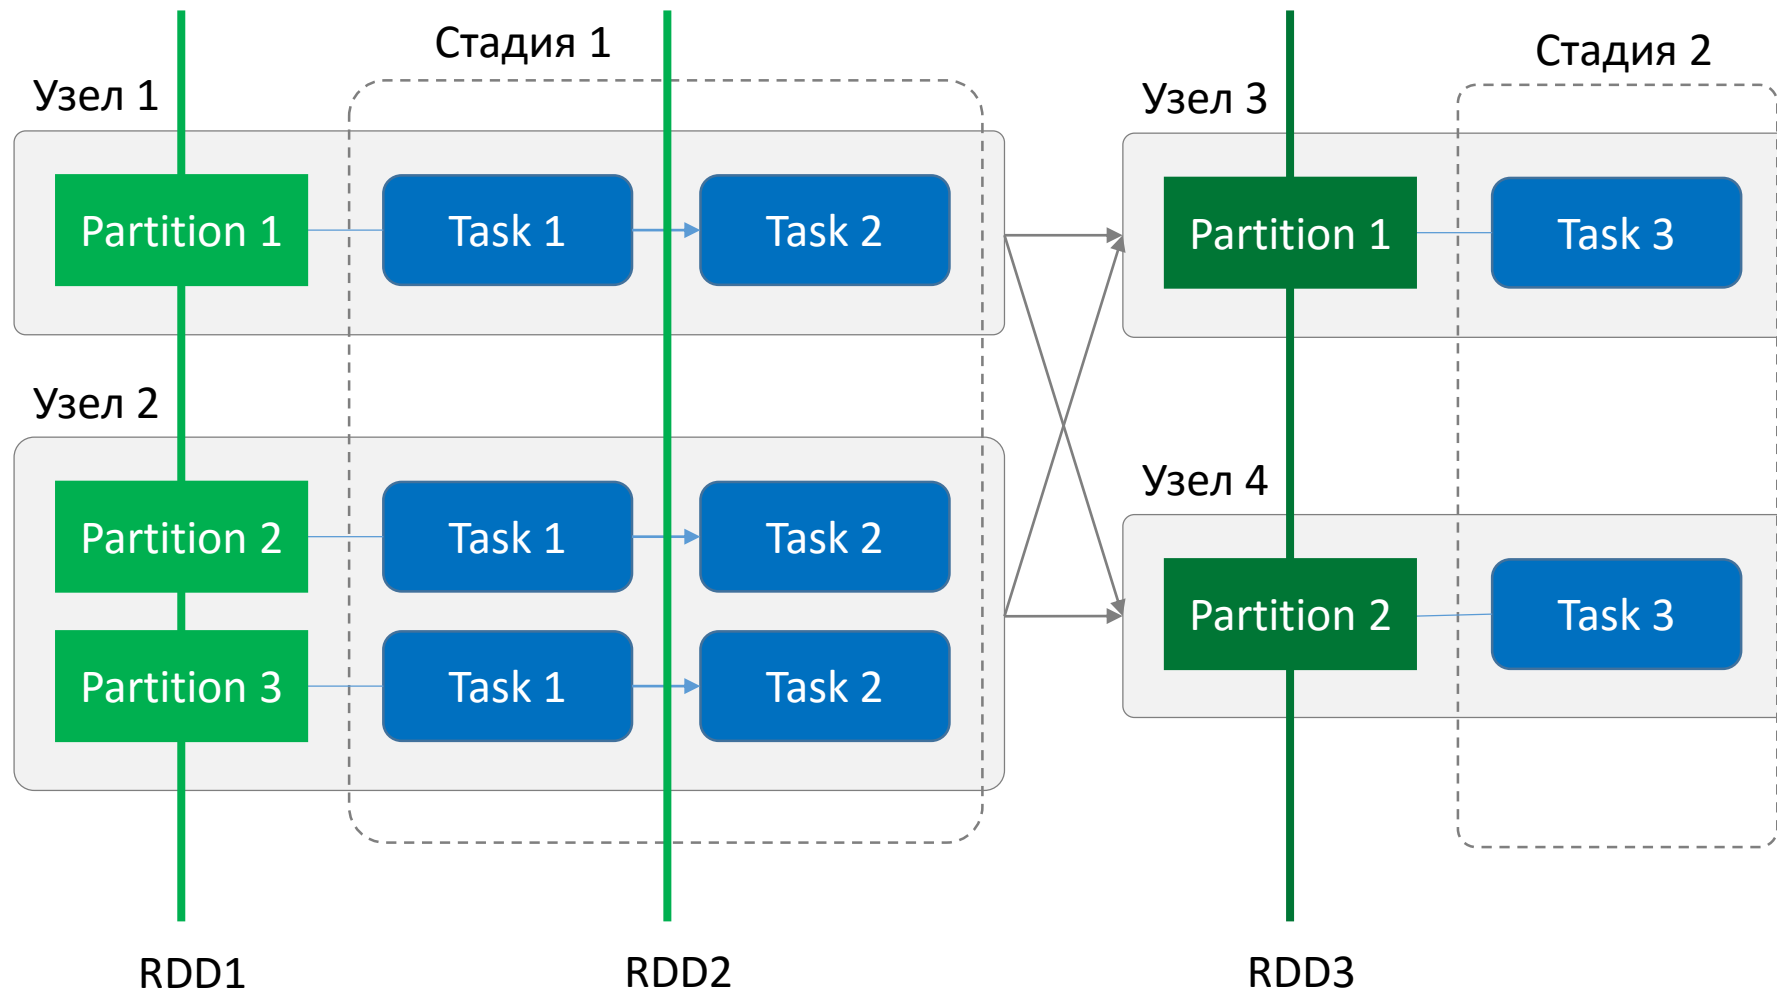 Стадия 1
Стадия 2
Узел 1
Узел 3
Partition 1
Task 1
Task 2
Partition 1
Task 3
Узел 2
Узел 4
Partition 2
Task 1
Task 2
Partition 2
Task 3
Partition 3
Task 1
Task 2
RDD1
RDD2
RDD3